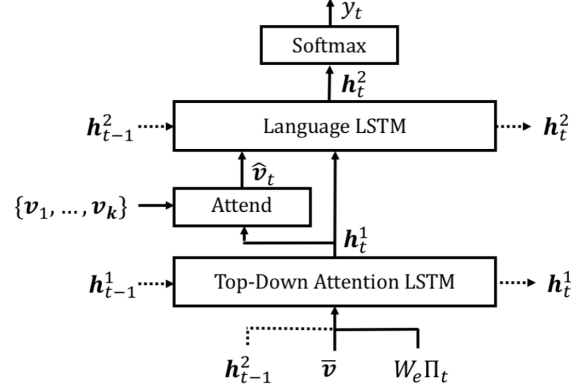 y_t
Softmax
h_t^2
h_{t−1}^2 Language LSTM h_t^2
v̂_t
{v_1, …, v_k} Attend
h_t^1
h_{t−1}^1 Top-Down Attention LSTM h_t^1
h_{t−1}^2 v̄ W_eΠ_t